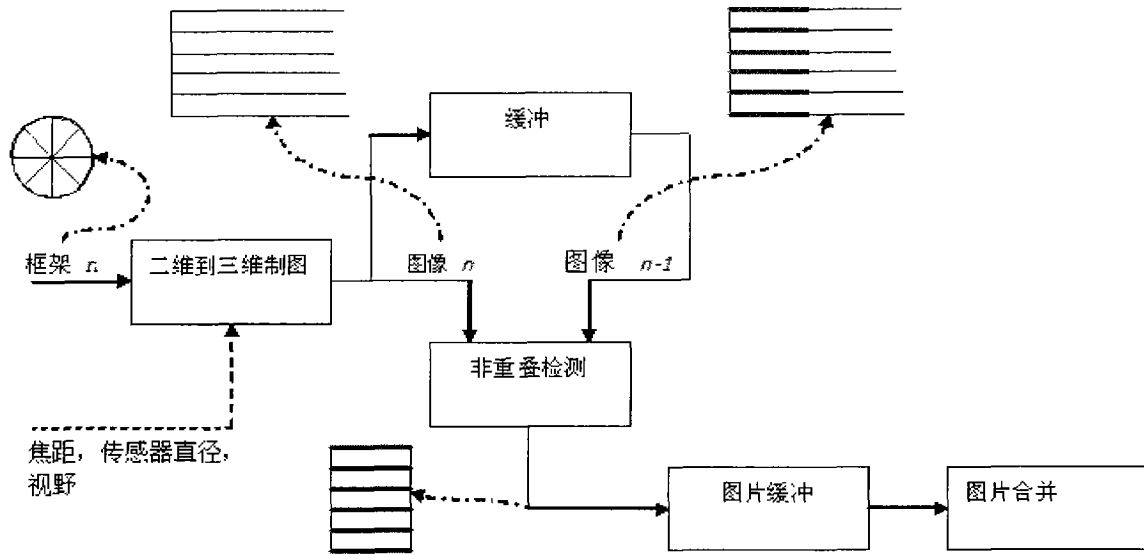 缓冲
框架 n
二维到三维制图
图像 n
图像 n-1
非重叠检测
焦距，传感器直径，
视野
图片缓冲
图片合并